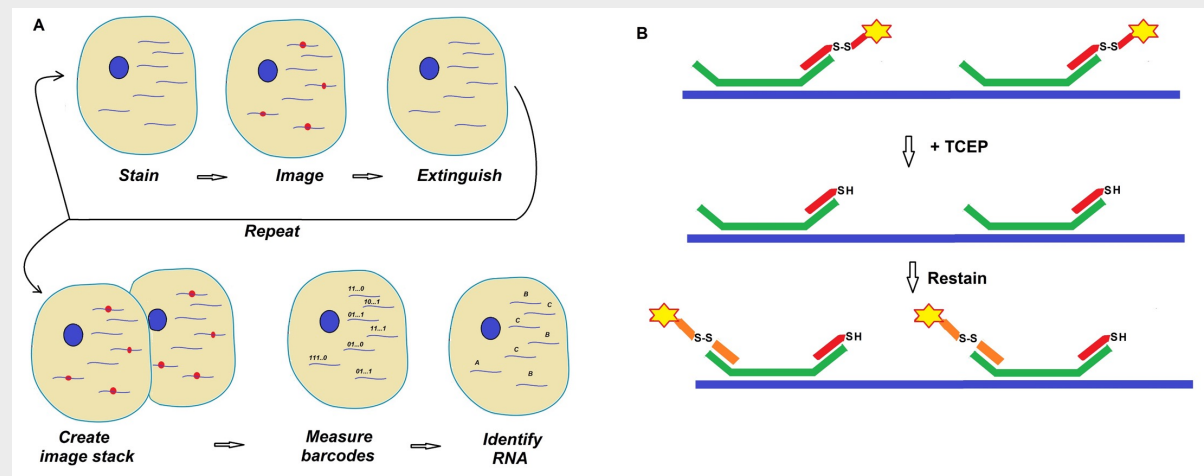 A
Stain
Image
Extinguish
Repeat
11...0
10...1
01...1
11...1
01...0
111..0
01...1
B
C
C
B
C
A
B
Create
image stack
Measure
barcodes
Identify
RNA
B
S-S
S-S
+ TCEP
SH
SH
Restain
S-S
SH
S-S
SH